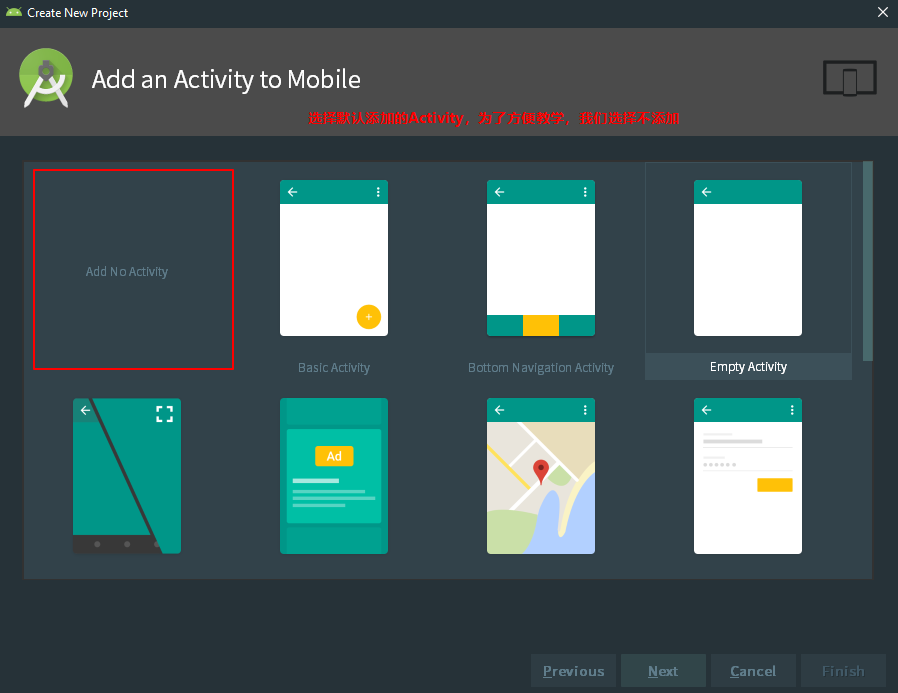 Create New Project
Add an Activity to Mobile
选择默认添加的Activity，为了方便教学，我们选择不添加
Add No Activity
Basic Activity
Bottom Navigation Activity
Empty Activity
Ad
Previous
Next
Cancel
Finish